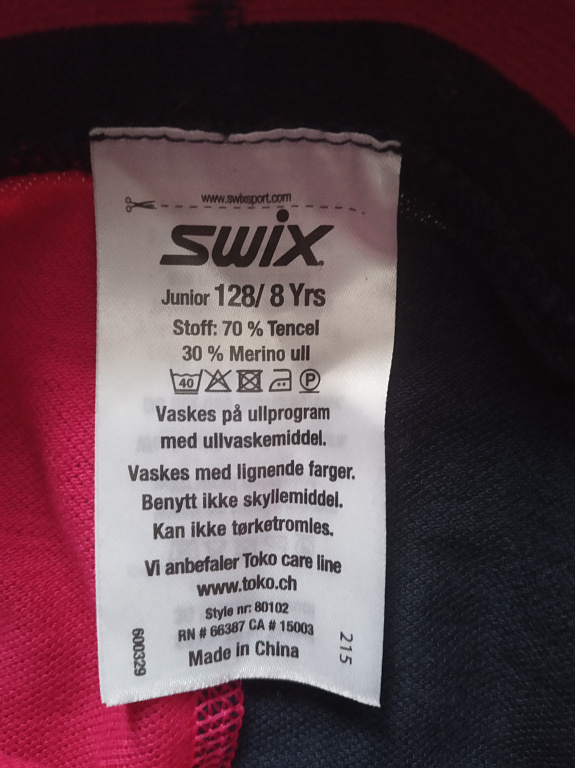 www.swixsport.com
SWIX
Junior 128/ 8 Yrs
Stoff: 70 % Tencel
30 % Merino ull
40 P
Vaskes på ullprogram
med ullvaskemiddel.
Vaskes med lignende farger.
Benytt ikke skyllemiddel.
Kan ikke tørketromles.
Vi anbefaler Toko care line
www.toko.ch
Style nr: 80102
RN # 66387 CA # 15003
Made in China
600329
215